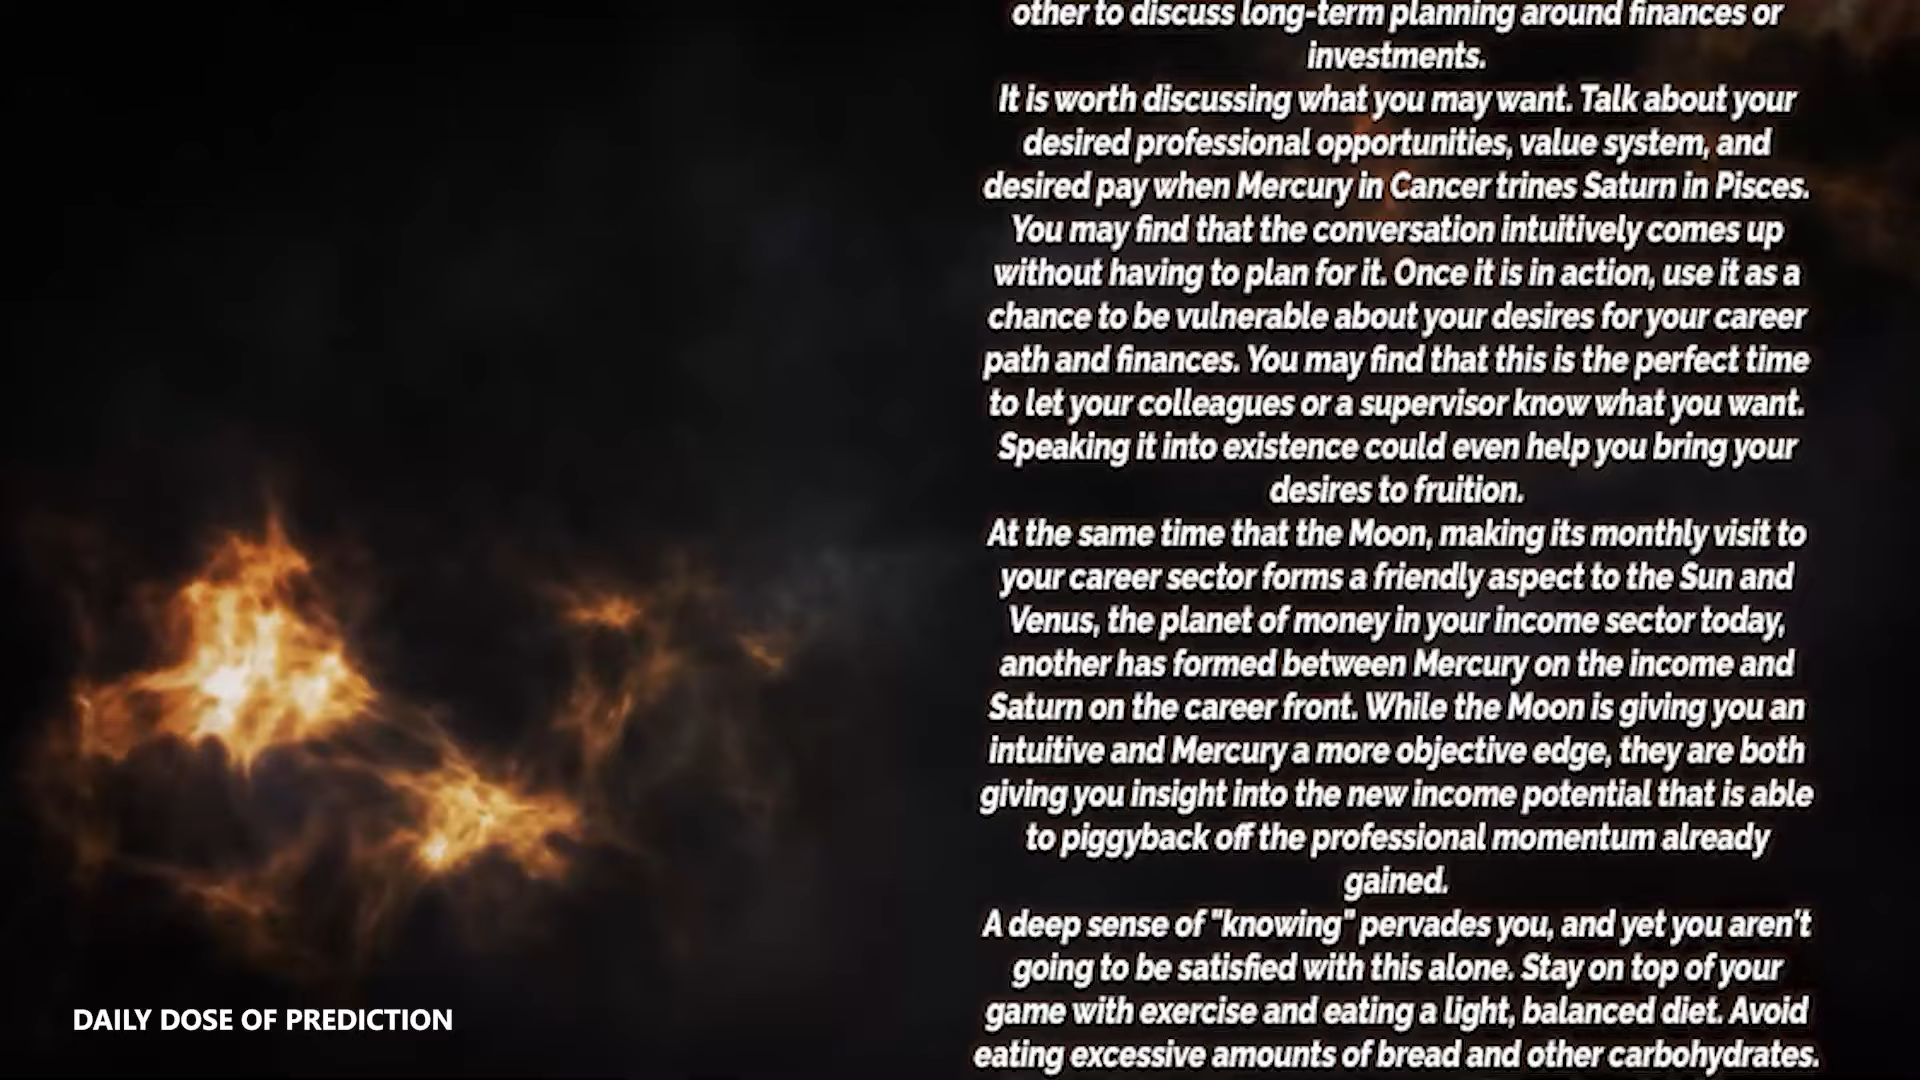 other to discuss long-term planning around finances or
investments.
It is worth discussing what you may want. Talk about your
desired professional opportunities, value system, and
desired pay when Mercury in Cancer trines Saturn in Pisces.
You may find that the conversation intuitively comes up
without having to plan for it. Once it is in action, use it as a
chance to be vulnerable about your desires for your career
path and finances. You may find that this is the perfect time
to let your colleagues or a supervisor know what you want.
Speaking it into existence could even help you bring your
desires to fruition.
At the same time that the Moon, making its monthly visit to
your career sector forms a friendly aspect to the Sun and
Venus, the planet of money in your income sector today,
another has formed between Mercury on the income and
Saturn on the career front. While the Moon is giving you an
intuitive and Mercury a more objective edge, they are both
giving you insight into the new income potential that is able
to piggyback off the professional momentum already
gained.
A deep sense of "knowing" pervades you, and yet you aren't
going to be satisfied with this alone. Stay on top of your
game with exercise and eating a light, balanced diet. Avoid
eating excessive amounts of bread and other carbohydrates.
DAILY DOSE OF PREDICTION